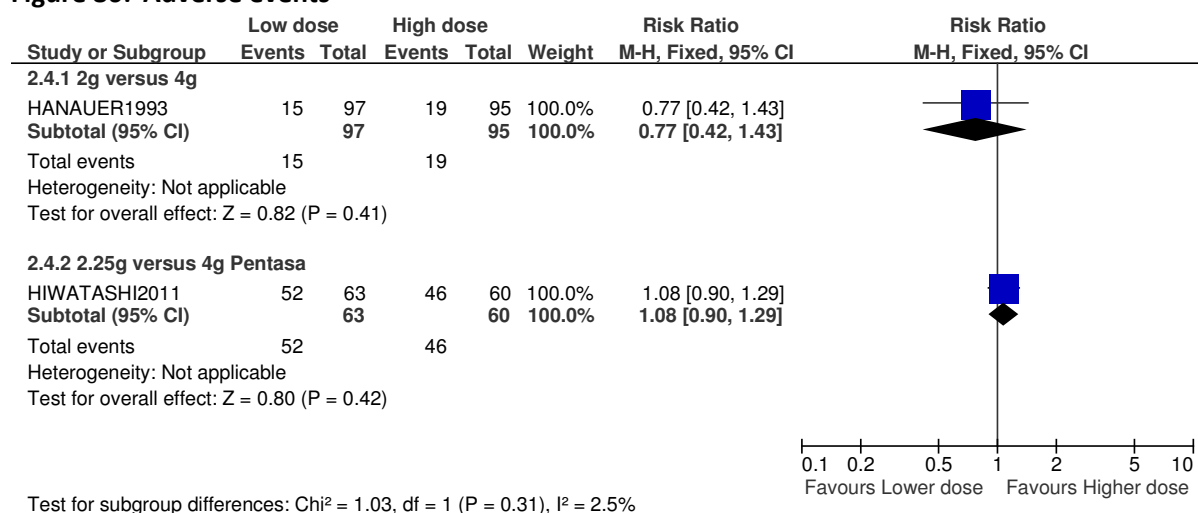 Low dose High dose Risk Ratio Risk Ratio
Study or Subgroup Events Total Events Total Weight M-H, Fixed, 95% CI M-H, Fixed, 95% CI
2.4.1 2g versus 4g
HANAUER1993 15 97 19 95 100.0% 0.77 [0.42, 1.43]
Subtotal (95% CI) 97 95 100.0% 0.77 [0.42, 1.43]
Total events 15 19
Heterogeneity: Not applicable
Test for overall effect: Z = 0.82 (P = 0.41)
2.4.2 2.25g versus 4g Pentasa
HIWATASHI2011 52 63 46 60 100.0% 1.08 [0.90, 1.29]
Subtotal (95% CI) 63 60 100.0% 1.08 [0.90, 1.29]
Total events 52 46
Heterogeneity: Not applicable
Test for overall effect: Z = 0.80 (P = 0.42)
0.1 0.2 0.5 1 2 5 10
Favours Lower dose Favours Higher dose
Test for subgroup differences: Chi² = 1.03, df = 1 (P = 0.31), I² = 2.5%